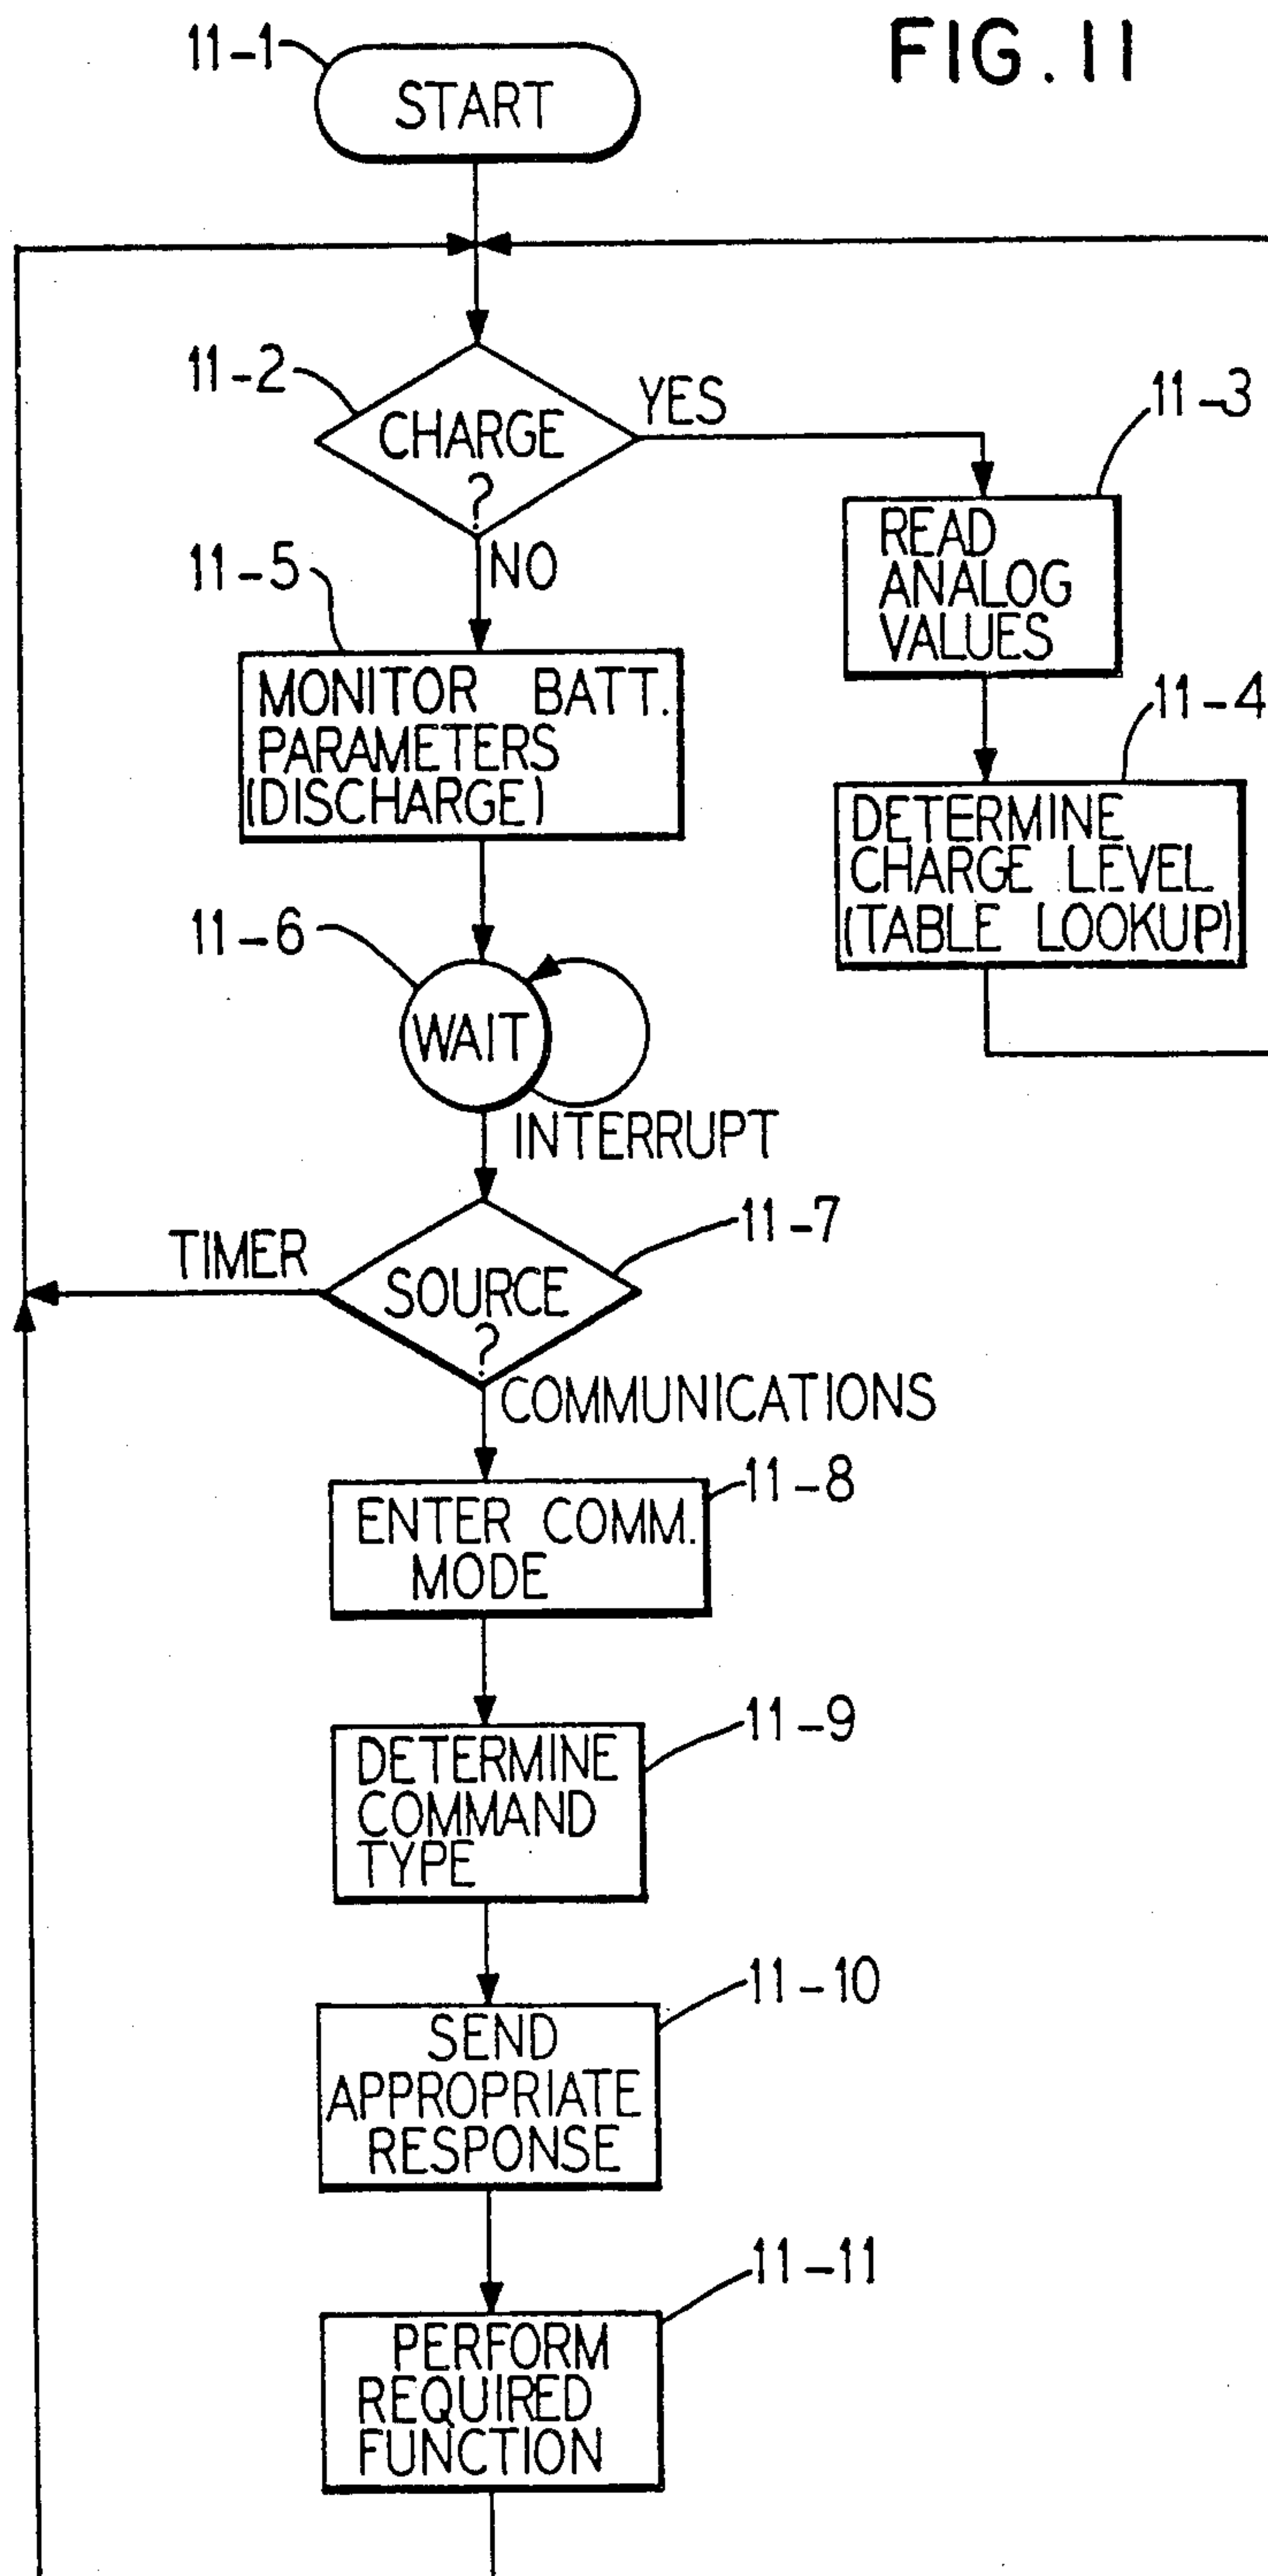 FIG. 11
11-1
START
11-2
CHARGE
?
YES
NO
11-3
READ
ANALOG
VALUES
11-4
DETERMINE
CHARGE LEVEL
(TABLE LOOKUP)
11-5
MONITOR BATT.
PARAMETERS
(DISCHARGE)
11-6
WAIT
INTERRUPT
11-7
SOURCE
?
TIMER
COMMUNICATIONS
11-8
ENTER COMM.
MODE
11-9
DETERMINE
COMMAND
TYPE
11-10
SEND
APPROPRIATE
RESPONSE
11-11
PERFORM
REQUIRED
FUNCTION